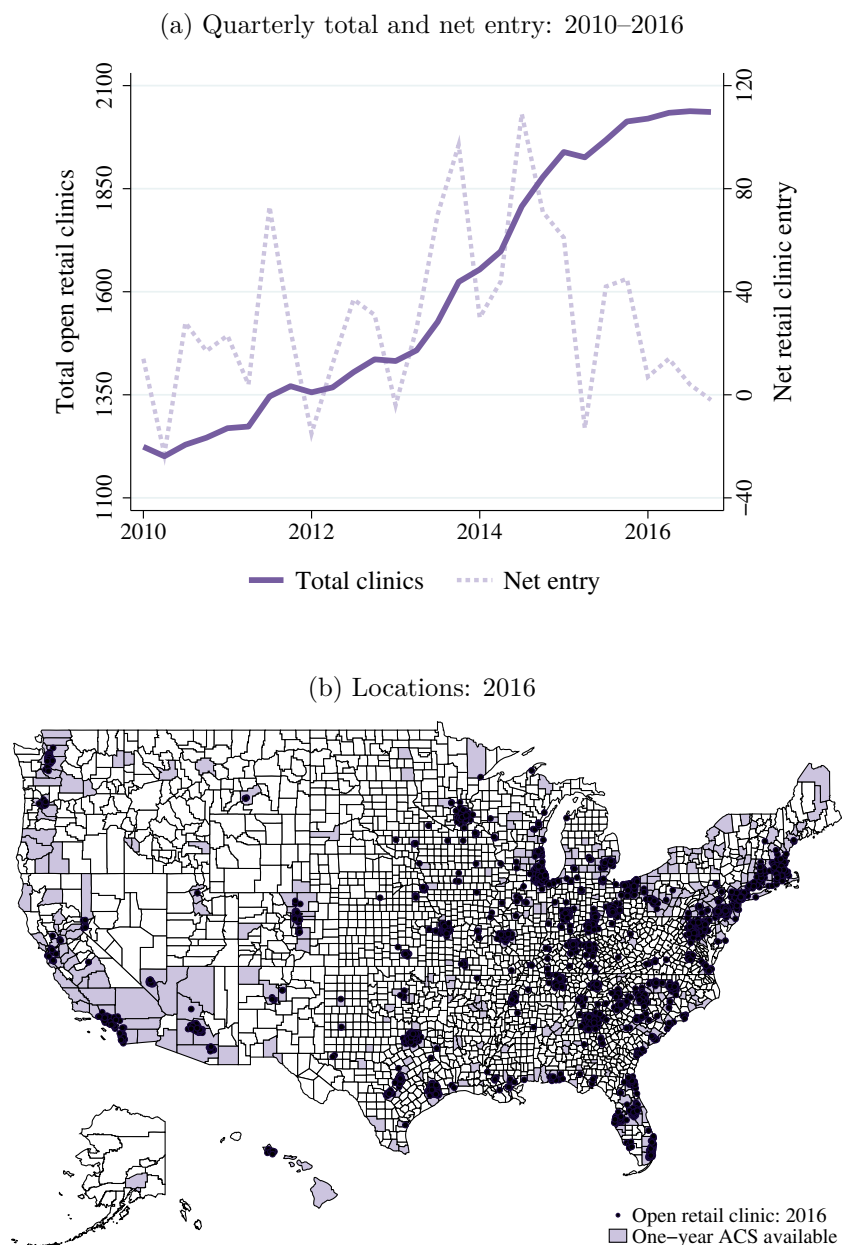 (a) Quarterly total and net entry: 2010–2016
Total open retail clinics
2100
1850
1600
1350
1100
120
80
40
0
−40
Net retail clinic entry
2010 2012 2014 2016
Total clinics Net entry
(b) Locations: 2016
Open retail clinic: 2016
One−year ACS available